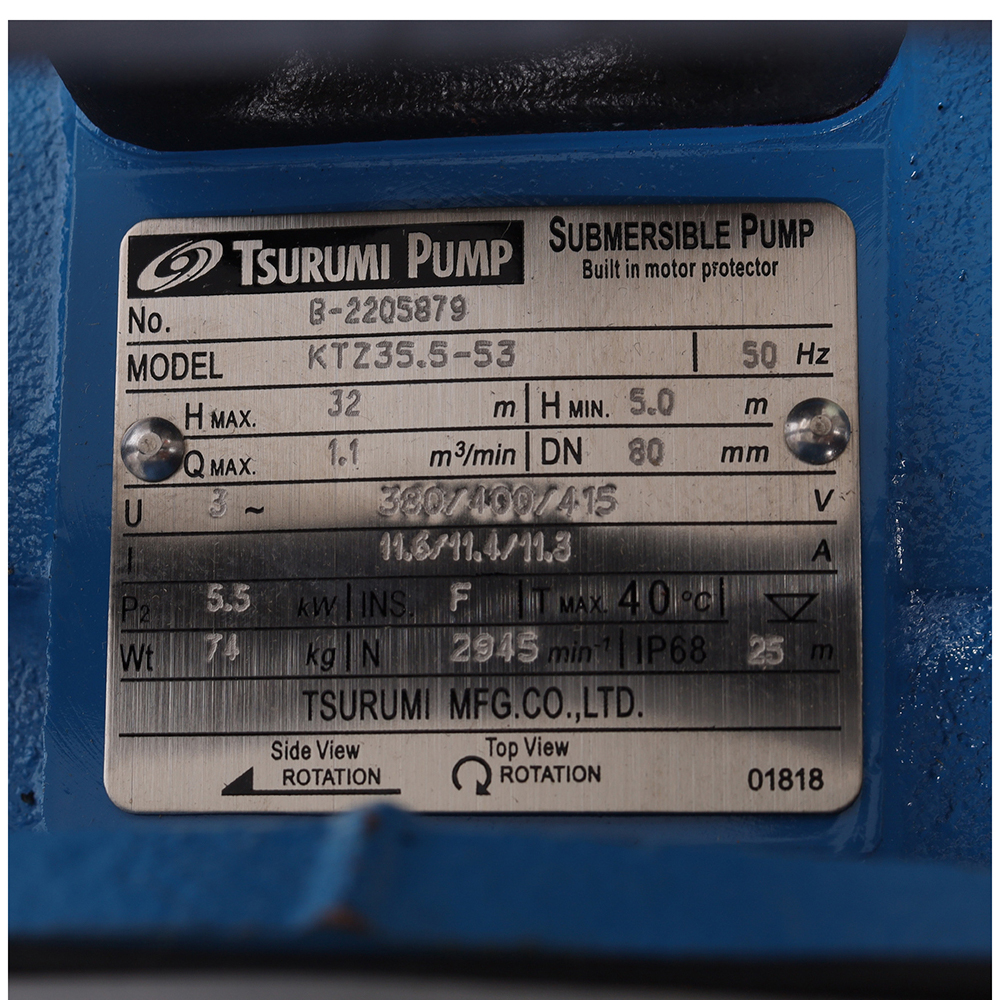 TSURUMI PUMP
SUBMERSIBLE PUMP
Built in motor protector
No. B-22Q5879
MODEL KTZ35.5-53 | 50 Hz
H MAX. 32 m | H MIN. 5.0 m
Q MAX. 1.1 m³/min | DN 80 mm
U 3 ~ 380/400/415 V
I 11.6/11.4/11.3 A
P₂ 5.5 kW | INS. F | T MAX. 40 °C |
Wt 74 kg | N 2945 min⁻¹ | IP68 25 m
TSURUMI MFG.CO.,LTD.
Side View
ROTATION
Top View
ROTATION
01818